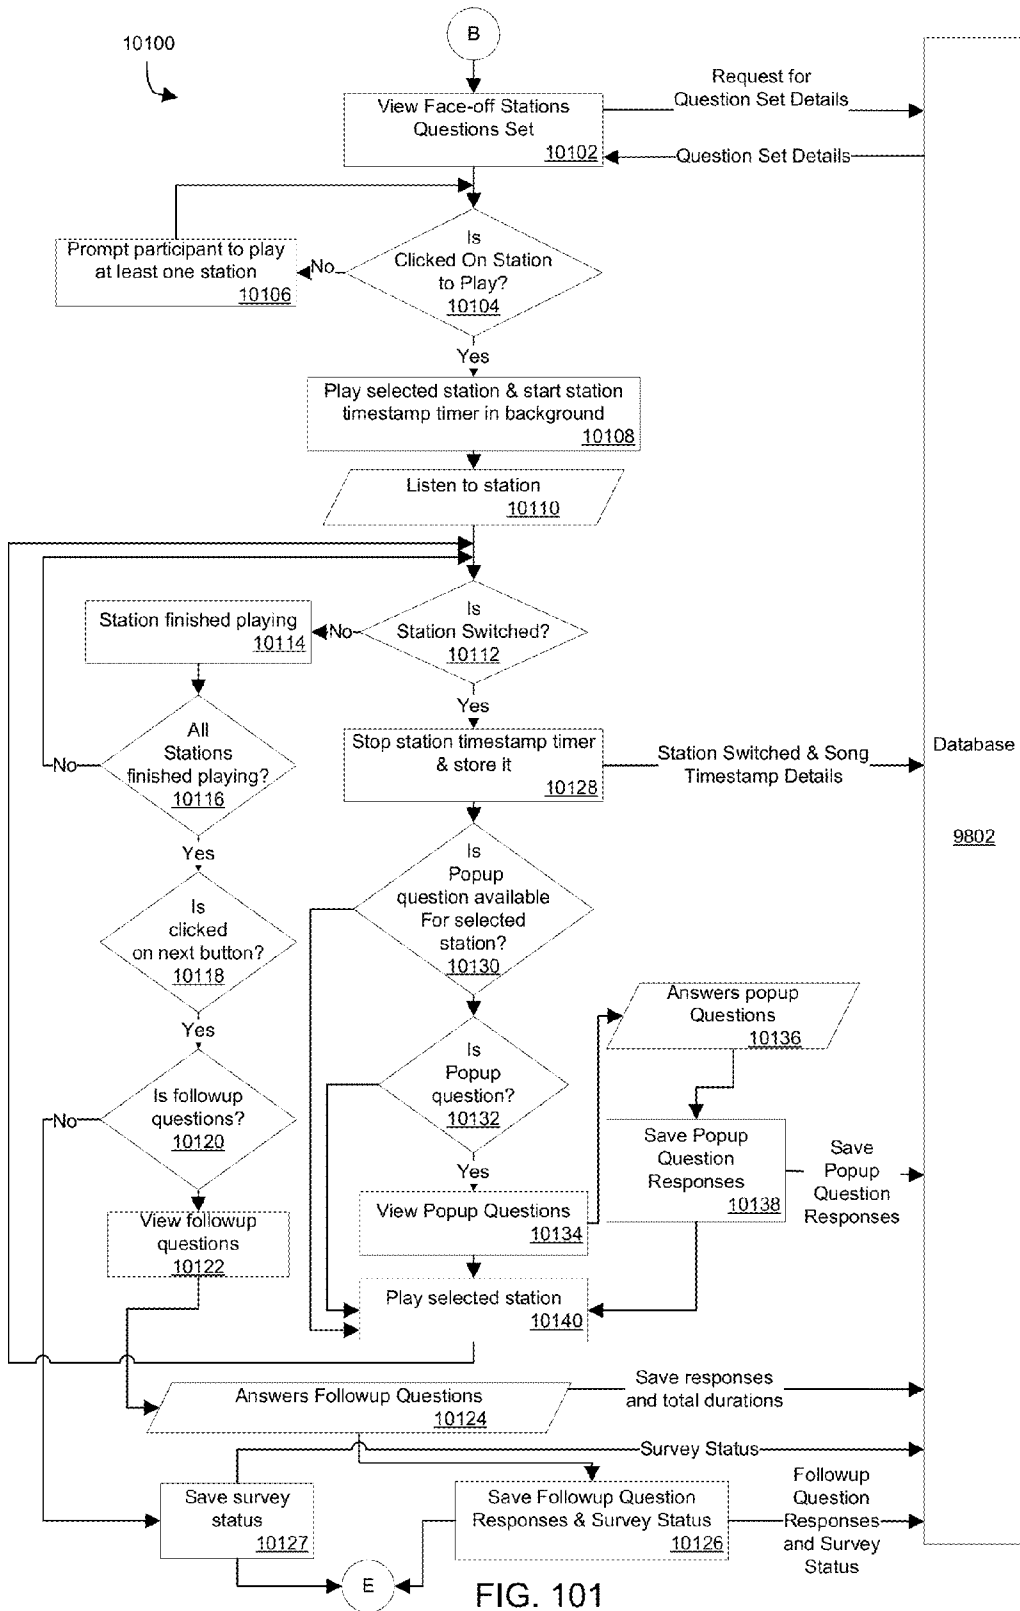 B
10100
Request for
Question Set Details
View Face-off Stations
Questions Set
10102
Question Set Details
Prompt participant to play
at least one station
10106
No
Is
Clicked On Station
to Play?
10104
Yes
Play selected station & start station
timestamp timer in background
10108
Listen to station
10110
Station finished playing
10114
No
Is
Station Switched?
10112
Yes
All
Stations
finished playing?
10116
No
Stop station timestamp timer
& store it
10128
Station Switched & Song
Timestamp Details
Database
9802
Yes
Is
clicked
on next button?
10118
Is
Popup
question available
For selected
station?
10130
Yes
Answers popup
Questions
10136
Is
Popup
question?
10132
No
Is followup
questions?
10120
Yes
Save Popup
Question
Responses
10138
Save
Popup
Question
Responses
View followup
questions
10122
View Popup Questions
10134
Play selected station
10140
Answers Followup Questions
10124
Save responses
and total durations
Survey Status
Save survey
status
10127
Save Followup Question
Responses & Survey Status
10126
Followup
Question
Responses
and Survey
Status
E
FIG. 101